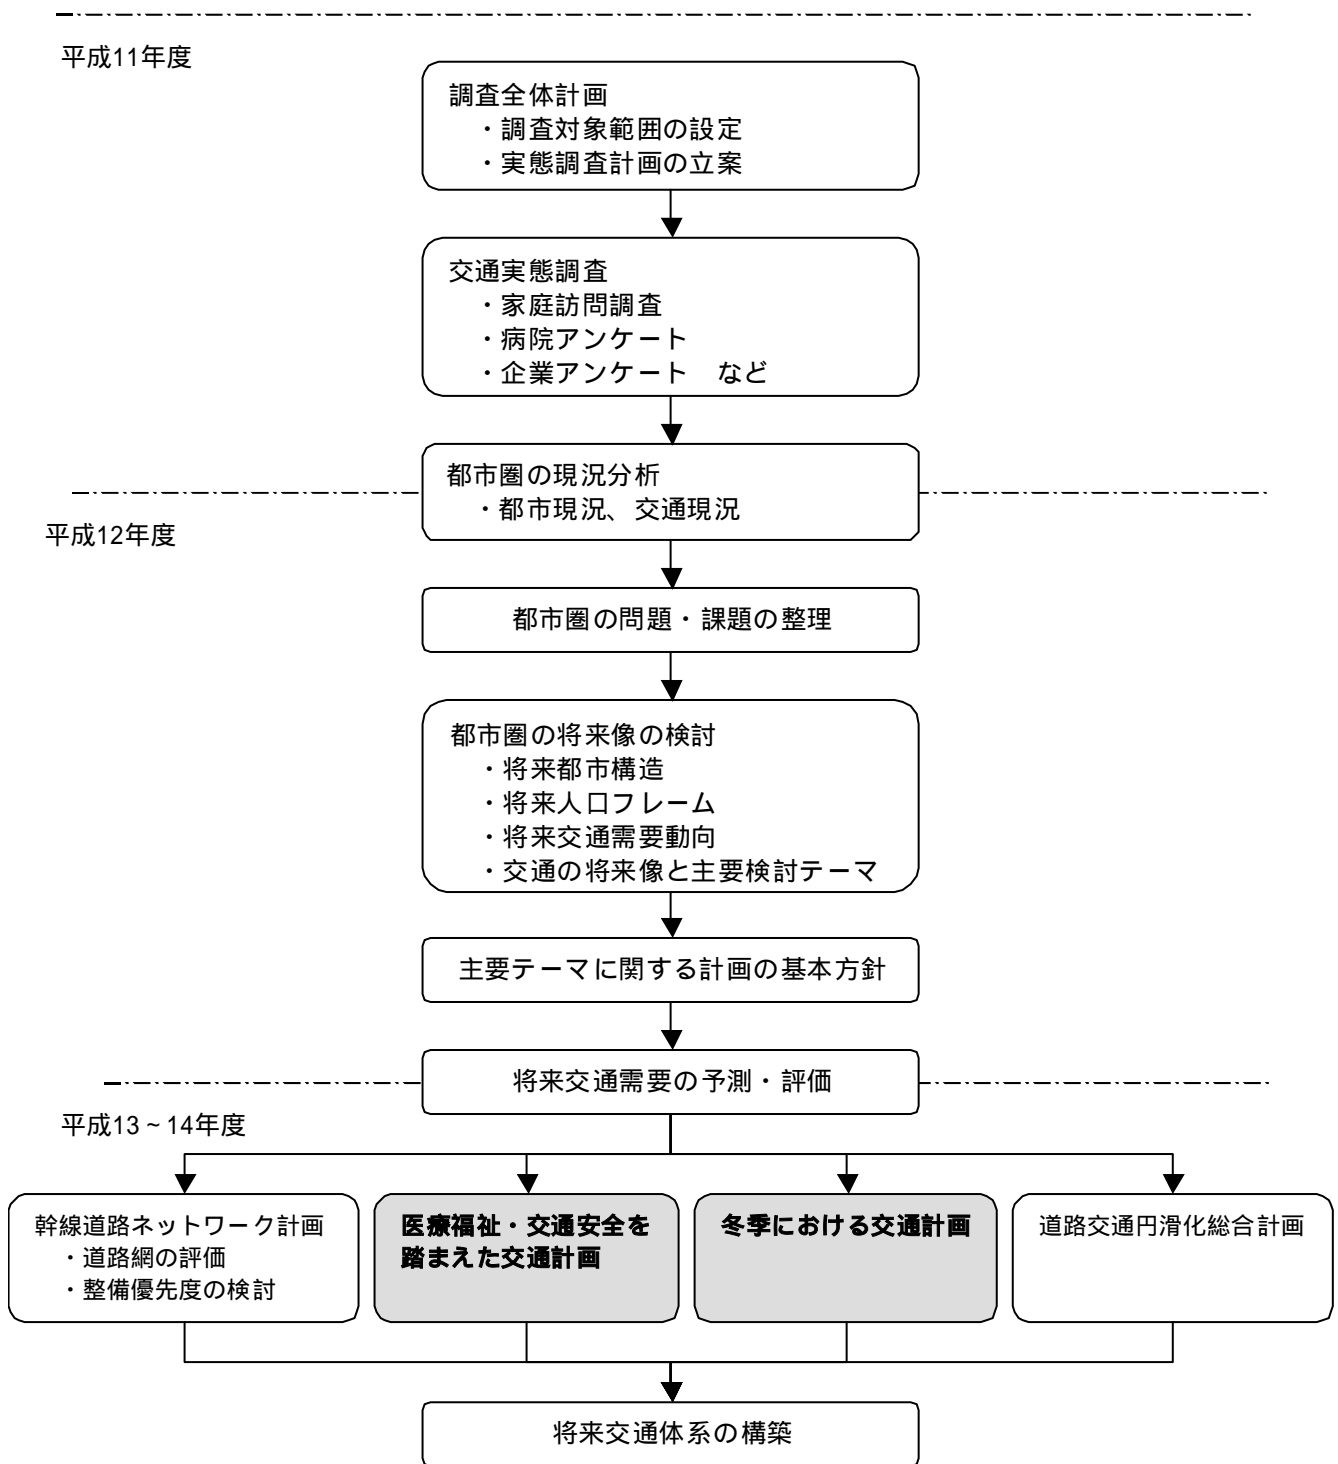 平成11年度
調査全体計画
・調査対象範囲の設定
・実態調査計画の立案
交通実態調査
・家庭訪問調査
・病院アンケート
・企業アンケート　など
都市圏の現況分析
・都市現況、交通現況
平成12年度
都市圏の問題・課題の整理
都市圏の将来像の検討
・将来都市構造
・将来人口フレーム
・将来交通需要動向
・交通の将来像と主要検討テーマ
主要テーマに関する計画の基本方針
将来交通需要の予測・評価
平成13~14年度
幹線道路ネットワーク計画
・道路網の評価
・整備優先度の検討
医療福祉・交通安全を
踏まえた交通計画
冬季における交通計画
道路交通円滑化総合計画
将来交通体系の構築